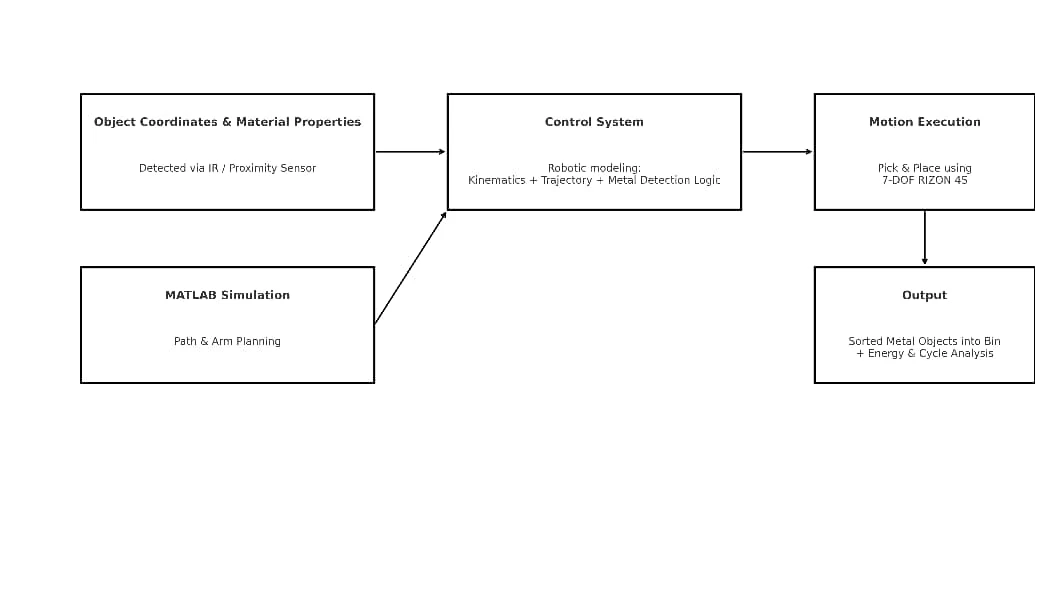 Object Coordinates & Material Properties
Detected via IR / Proximity Sensor
Control System
Robotic modeling:
Kinematics + Trajectory + Metal Detection Logic
Motion Execution
Pick & Place using
7-DOF RIZON 4S
MATLAB Simulation
Path & Arm Planning
Output
Sorted Metal Objects into Bin
+ Energy & Cycle Analysis